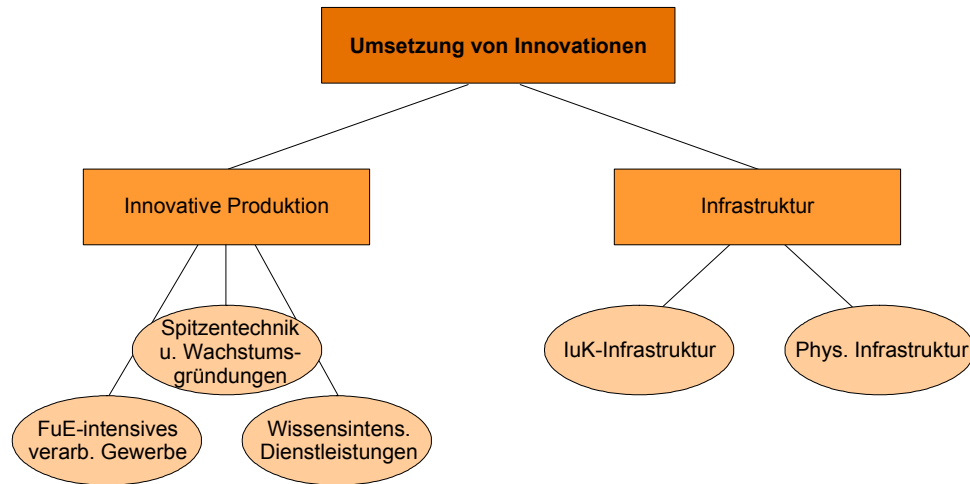 Umsetzung von Innovationen
Innovative Produktion
Infrastruktur
Spitzentechnik
u. Wachstums-
gründungen
IuK-Infrastruktur
Phys. Infrastruktur
FuE-intensives
verarb. Gewerbe
Wissensintens.
Dienstleistungen